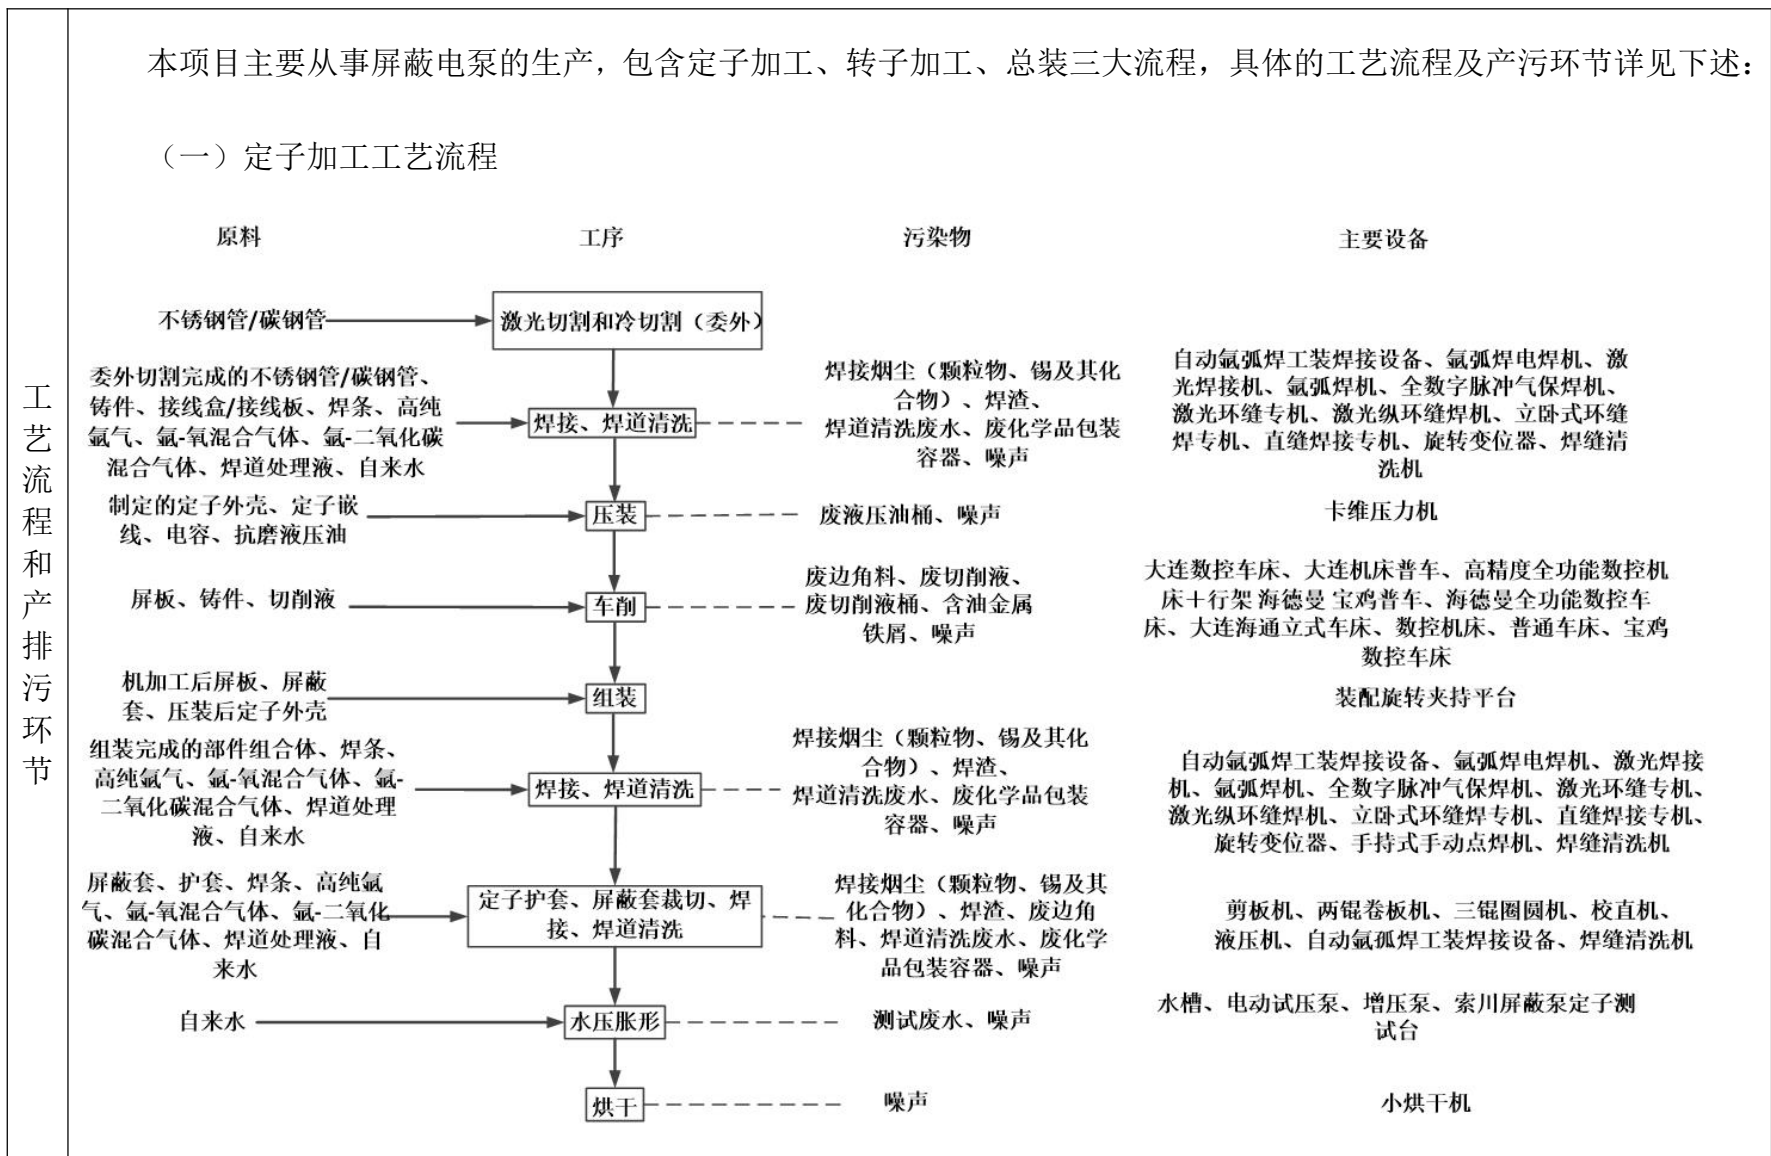 本项目主要从事屏蔽电泵的生产，包含定子加工、转子加工、总装三大流程，具体的工艺流程及产污环节详见下述：
（一）定子加工工艺流程
工艺流程和产排污环节
原料
工序
污染物
主要设备
不锈钢管/碳钢管
激光切割和冷切割（委外）
委外切割完成的不锈钢管/碳钢管、
铸件、接线盒/接线板、焊条、高纯
氩气、氩-氧混合气体、氩-二氧化碳
混合气体、焊道处理液、自来水
焊接、焊道清洗
焊接烟尘（颗粒物、锡及其化
合物）、焊渣、
焊道清洗废水、废化学品包装
容器、噪声
自动氩弧焊工装焊接设备、氩弧焊电焊机、激
光焊接机、氩弧焊机、全数字脉冲气保焊机、
激光环缝专机、激光纵环缝焊机、立卧式环缝
焊专机、直缝焊接专机、旋转变位器、焊缝清
洗机
制定的定子外壳、定子嵌
线、电容、抗磨液压油
压装
废液压油桶、噪声
卡维压力机
屏板、铸件、切削液
车削
废边角料、废切削液、
废切削液桶、含油金属
铁屑、噪声
大连数控车床、大连机床普车、高精度全功能数控机
床+行架 海德曼 宝鸡普车、海德曼全功能数控车
床、大连海通立式车床、数控机床、普通车床、宝鸡
数控车床
机加工后屏板、屏蔽
套、压装后定子外壳
组装
装配旋转夹持平台
组装完成的部件组合体、焊条、
高纯氩气、氩-氧混合气体、氩-
二氧化碳混合气体、焊道处理
液、自来水
焊接、焊道清洗
焊接烟尘（颗粒物、锡及其化
合物）、焊渣、
焊道清洗废水、废化学品包装
容器、噪声
自动氩弧焊工装焊接设备、氩弧焊电焊机、激光焊接
机、氩弧焊机、全数字脉冲气保焊机、激光环缝专机、
激光纵环缝焊机、立卧式环缝焊专机、直缝焊接专机、
旋转变位器、手持式手动点焊机、焊缝清洗机
屏蔽套、护套、焊条、高纯氩
气、氩-氧混合气体、氩-二氧化
碳混合气体、焊道处理液、自
来水
定子护套、屏蔽套裁切、焊
接、焊道清洗
焊接烟尘（颗粒物、锡及其
化合物）、焊渣、废边角
料、焊道清洗废水、废化学
品包装容器、噪声
剪板机、两辊卷板机、三辊圈圆机、校直机、
液压机、自动氩弧焊工装焊接设备、焊缝清洗机
自来水
水压胀形
测试废水、噪声
水槽、电动试压泵、增压泵、索川屏蔽泵定子测
试台
烘干
噪声
小烘干机